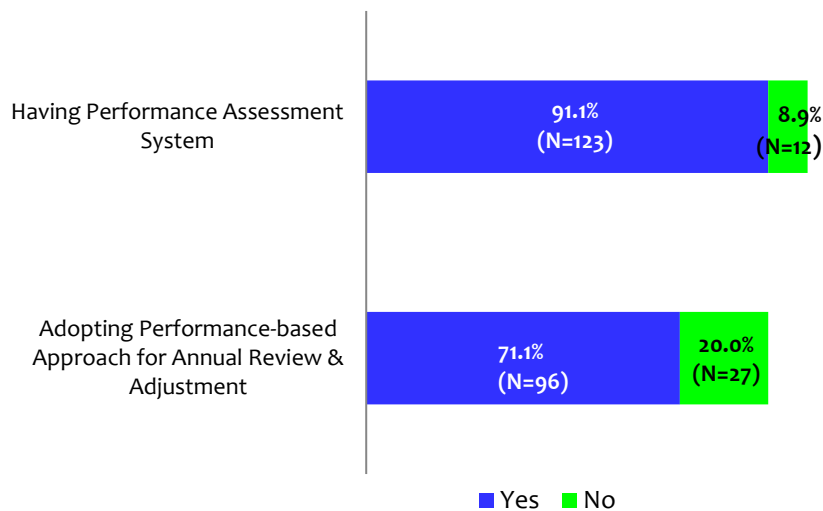 Having Performance Assessment
System
91.1%
(N=123)
8.9%
(N=12)
Adopting Performance-based
Approach for Annual Review &
Adjustment
71.1%
(N=96)
20.0%
(N=27)
Yes
No